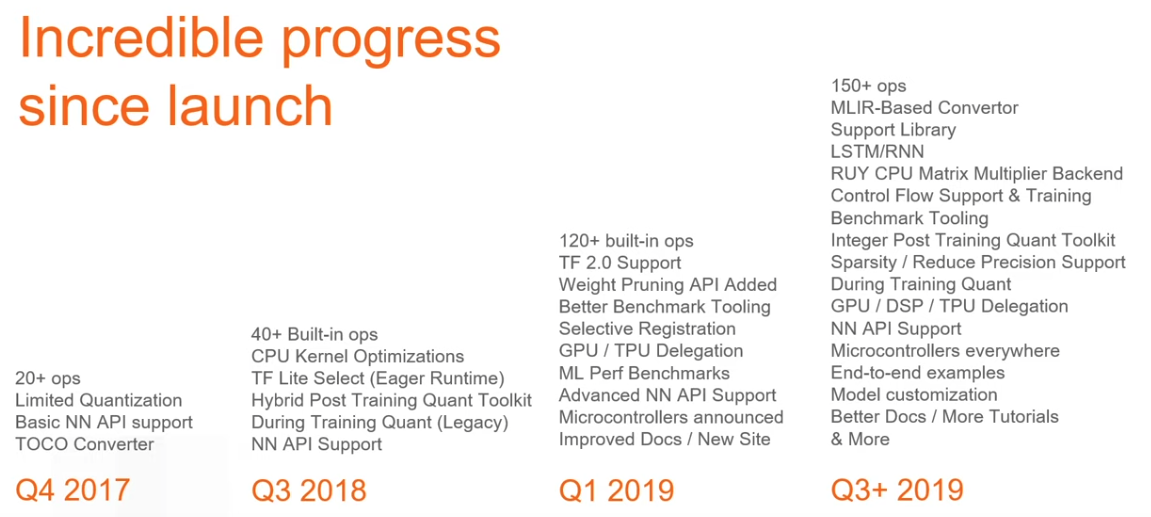 Incredible progress
since launch
20+ ops
Limited Quantization
Basic NN API support
TOCO Converter
Q4 2017
40+ Built-in ops
CPU Kernel Optimizations
TF Lite Select (Eager Runtime)
Hybrid Post Training Quant Toolkit
During Training Quant (Legacy)
NN API Support
Q3 2018
120+ built-in ops
TF 2.0 Support
Weight Pruning API Added
Better Benchmark Tooling
Selective Registration
GPU / TPU Delegation
ML Perf Benchmarks
Advanced NN API Support
Microcontrollers announced
Improved Docs / New Site
Q1 2019
150+ ops
MLIR-Based Convertor
Support Library
LSTM/RNN
RUY CPU Matrix Multiplier Backend
Control Flow Support & Training
Benchmark Tooling
Integer Post Training Quant Toolkit
Sparsity / Reduce Precision Support
During Training Quant
GPU / DSP / TPU Delegation
NN API Support
Microcontrollers everywhere
End-to-end examples
Model customization
Better Docs / More Tutorials
& More
Q3+ 2019